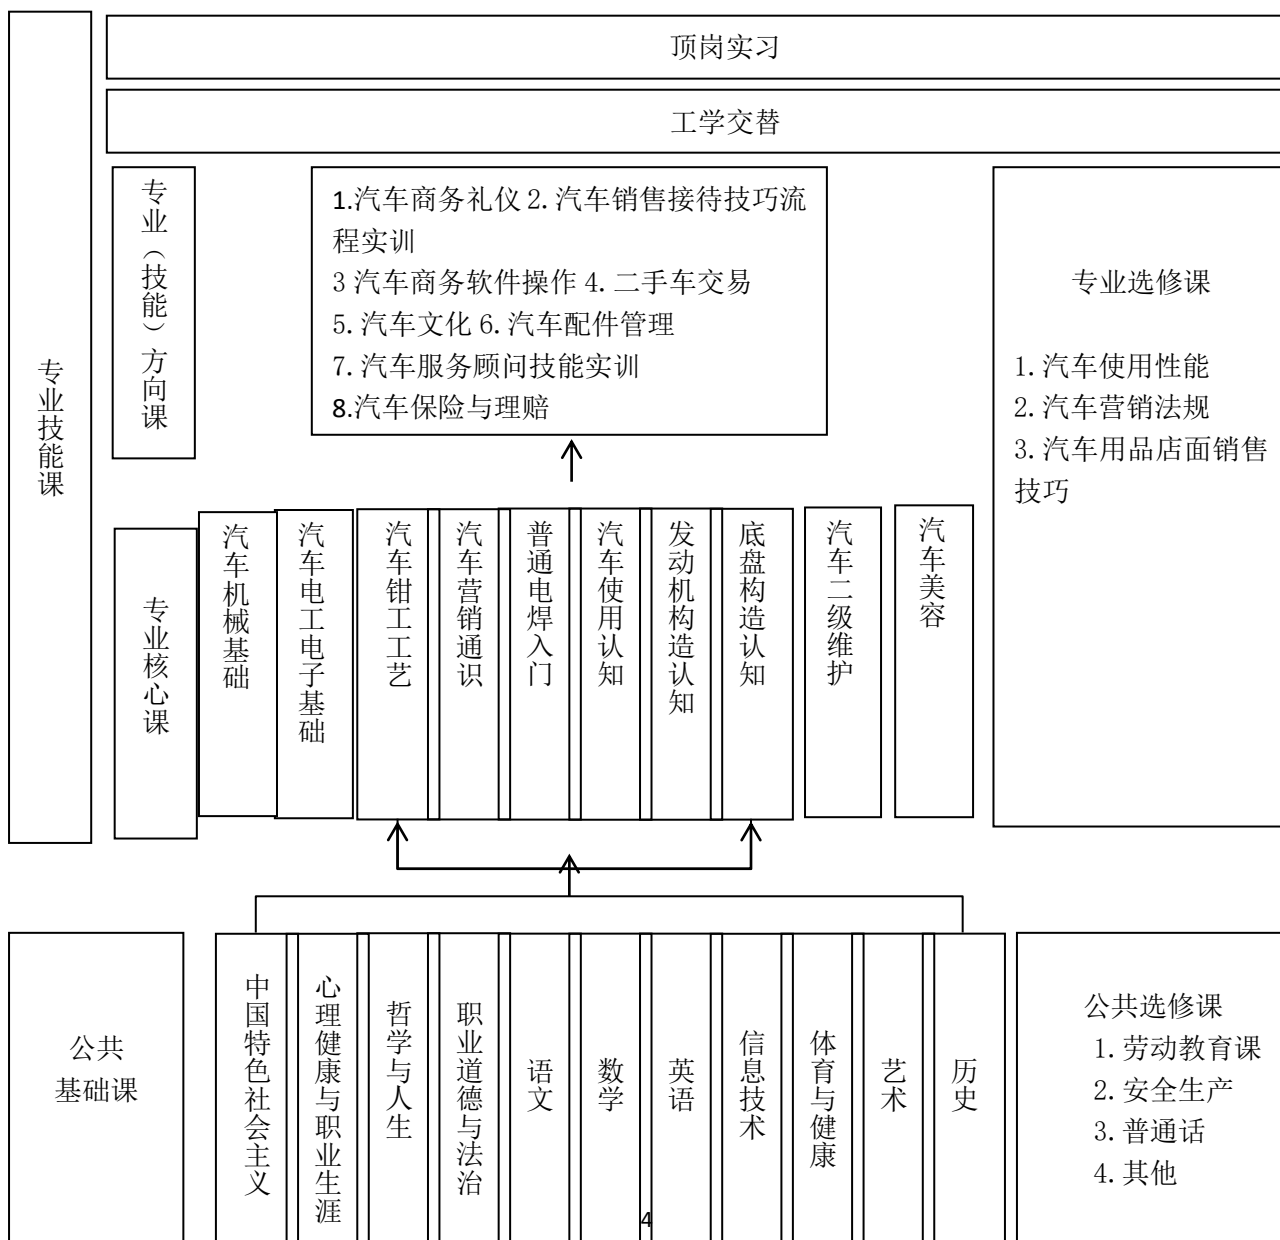 顶岗实习
工学交替
专业技能课
专业（技能）方向课
1.汽车商务礼仪 2.汽车销售接待技巧流
程实训
3 汽车商务软件操作 4.二手车交易
5.汽车文化 6.汽车配件管理
7.汽车服务顾问技能实训
8.汽车保险与理赔
专业选修课
1.汽车使用性能
2.汽车营销法规
3.汽车用品店面销售
技巧
专业核心课
汽车机械基础
汽车电工电子基础
汽车钳工工艺
汽车营销通识
普通电焊入门
汽车使用认知
发动机构造认知
底盘构造认知
汽车二级维护
汽车美容
公共
基础课
中国特色社会主义
心理健康与职业生涯
哲学与人生
职业道德与法治
语文
数学
英语
信息技术
体育与健康
艺术
历史
公共选修课
1.劳动教育课
2.安全生产
3.普通话
4.其他
4